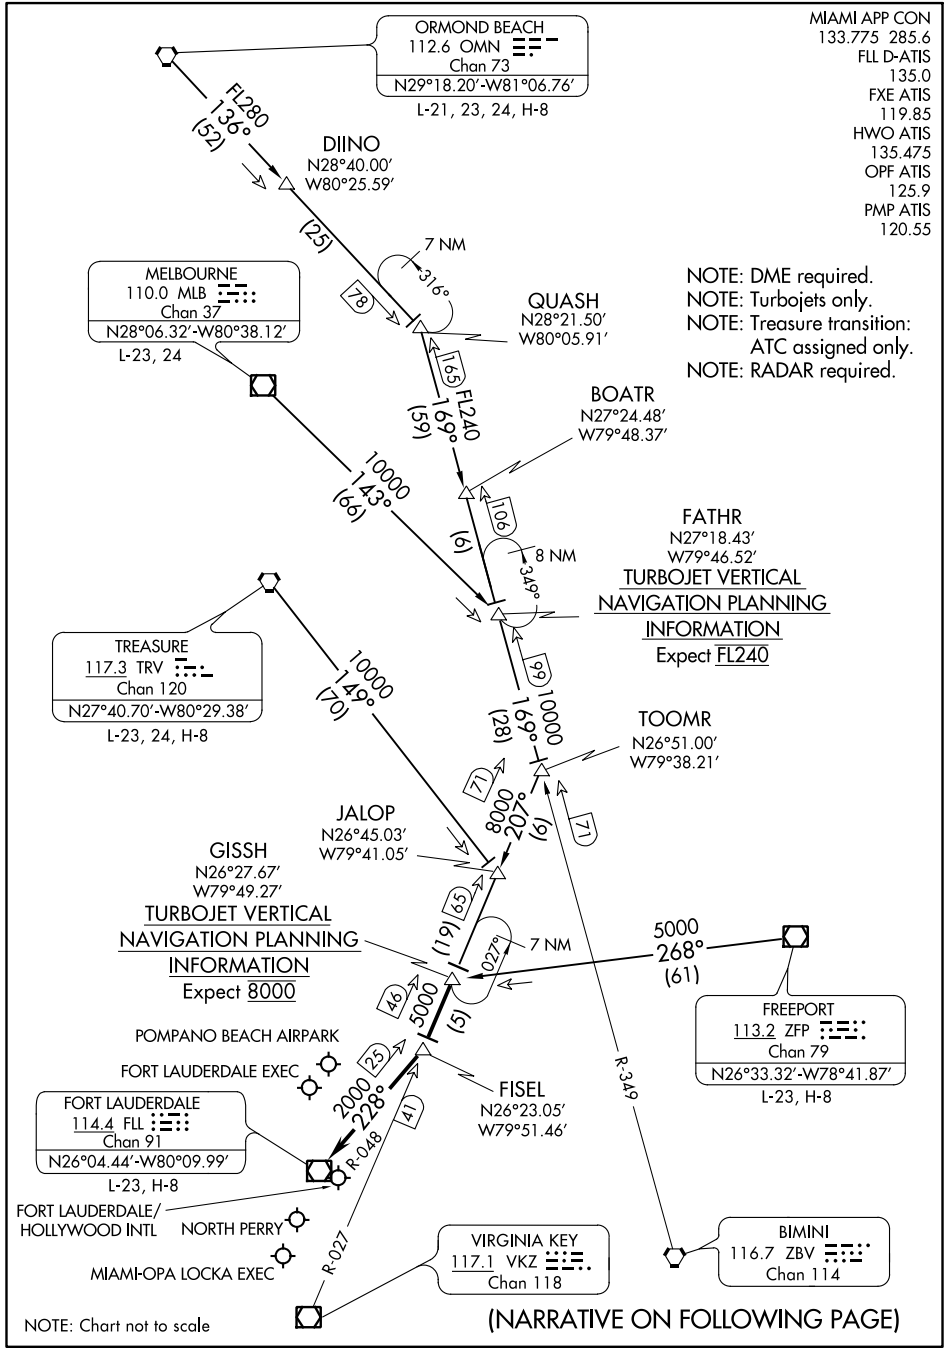 ORMOND BEACH
112.6 OMN
Chan 73
N29°18.20'-W81°06.76'
L-21, 23, 24, H-8
MIAMI APP CON
133.775 285.6
FLL D-ATIS
135.0
FXE ATIS
119.85
HWO ATIS
135.475
OPF ATIS
125.9
PMP ATIS
120.55
FL280
136°
(52)
DIINO
N28°40.00'
W80°25.59'
(25)
7 NM
316°
78
MELBOURNE
110.0 MLB
Chan 37
N28°06.32'-W80°38.12'
L-23, 24
QUASH
N28°21.50'
W80°05.91'
NOTE: DME required.
NOTE: Turbojets only.
NOTE: Treasure transition:
ATC assigned only.
NOTE: RADAR required.
165
FL240
169°
(59)
BOATR
N27°24.48'
W79°48.37'
10000
143°
(66)
106
(6)
8 NM
349°
FATHR
N27°18.43'
W79°46.52'
TURBOJET VERTICAL
NAVIGATION PLANNING
INFORMATION
Expect FL240
TREASURE
117.3 TRV
Chan 120
N27°40.70'-W80°29.38'
L-23, 24, H-8
10000
149°
(70)
99
10000
169°
(28)
TOOMR
N26°51.00'
W79°38.21'
71
8000
207°
(6)
71
JALOP
N26°45.03'
W79°41.05'
GISSH
N26°27.67'
W79°49.27'
TURBOJET VERTICAL
NAVIGATION PLANNING
INFORMATION
Expect 8000
65
(19)
7 NM
027°
5000
268°
(61)
46
5000
(5)
FREEPORT
113.2 ZFP
Chan 79
N26°33.32'-W78°41.87'
L-23, H-8
POMPANO BEACH AIRPARK
FORT LAUDERDALE EXEC
25
2000
228°
R-048
41
FISEL
N26°23.05'
W79°51.46'
R-349
FORT LAUDERDALE
114.4 FLL
Chan 91
N26°04.44'-W80°09.99'
L-23, H-8
FORT LAUDERDALE/
HOLLYWOOD INTL
NORTH PERRY
MIAMI-OPA LOCKA EXEC
R-027
VIRGINIA KEY
117.1 VKZ
Chan 118
BIMINI
116.7 ZBV
Chan 114
NOTE: Chart not to scale
(NARRATIVE ON FOLLOWING PAGE)